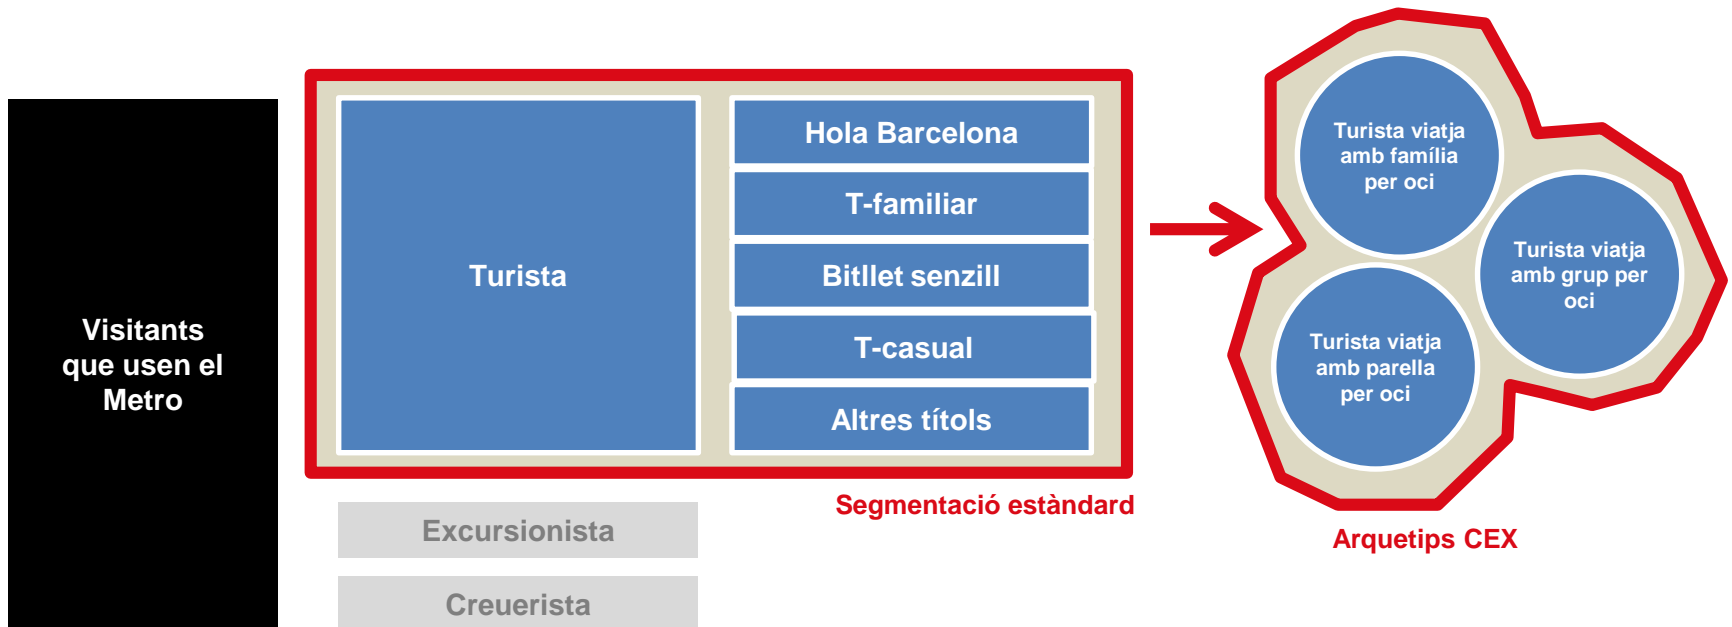 Visitants
que usen el
Metro
Turista
Hola Barcelona
T-familiar
Bitllet senzill
T-casual
Altres títols
Segmentació estàndard
Excursionista
Creuerista
Turista viatja
amb família
per oci
Turista viatja
amb grup per
oci
Turista viatja
amb parella
per oci
Arquetips CEX